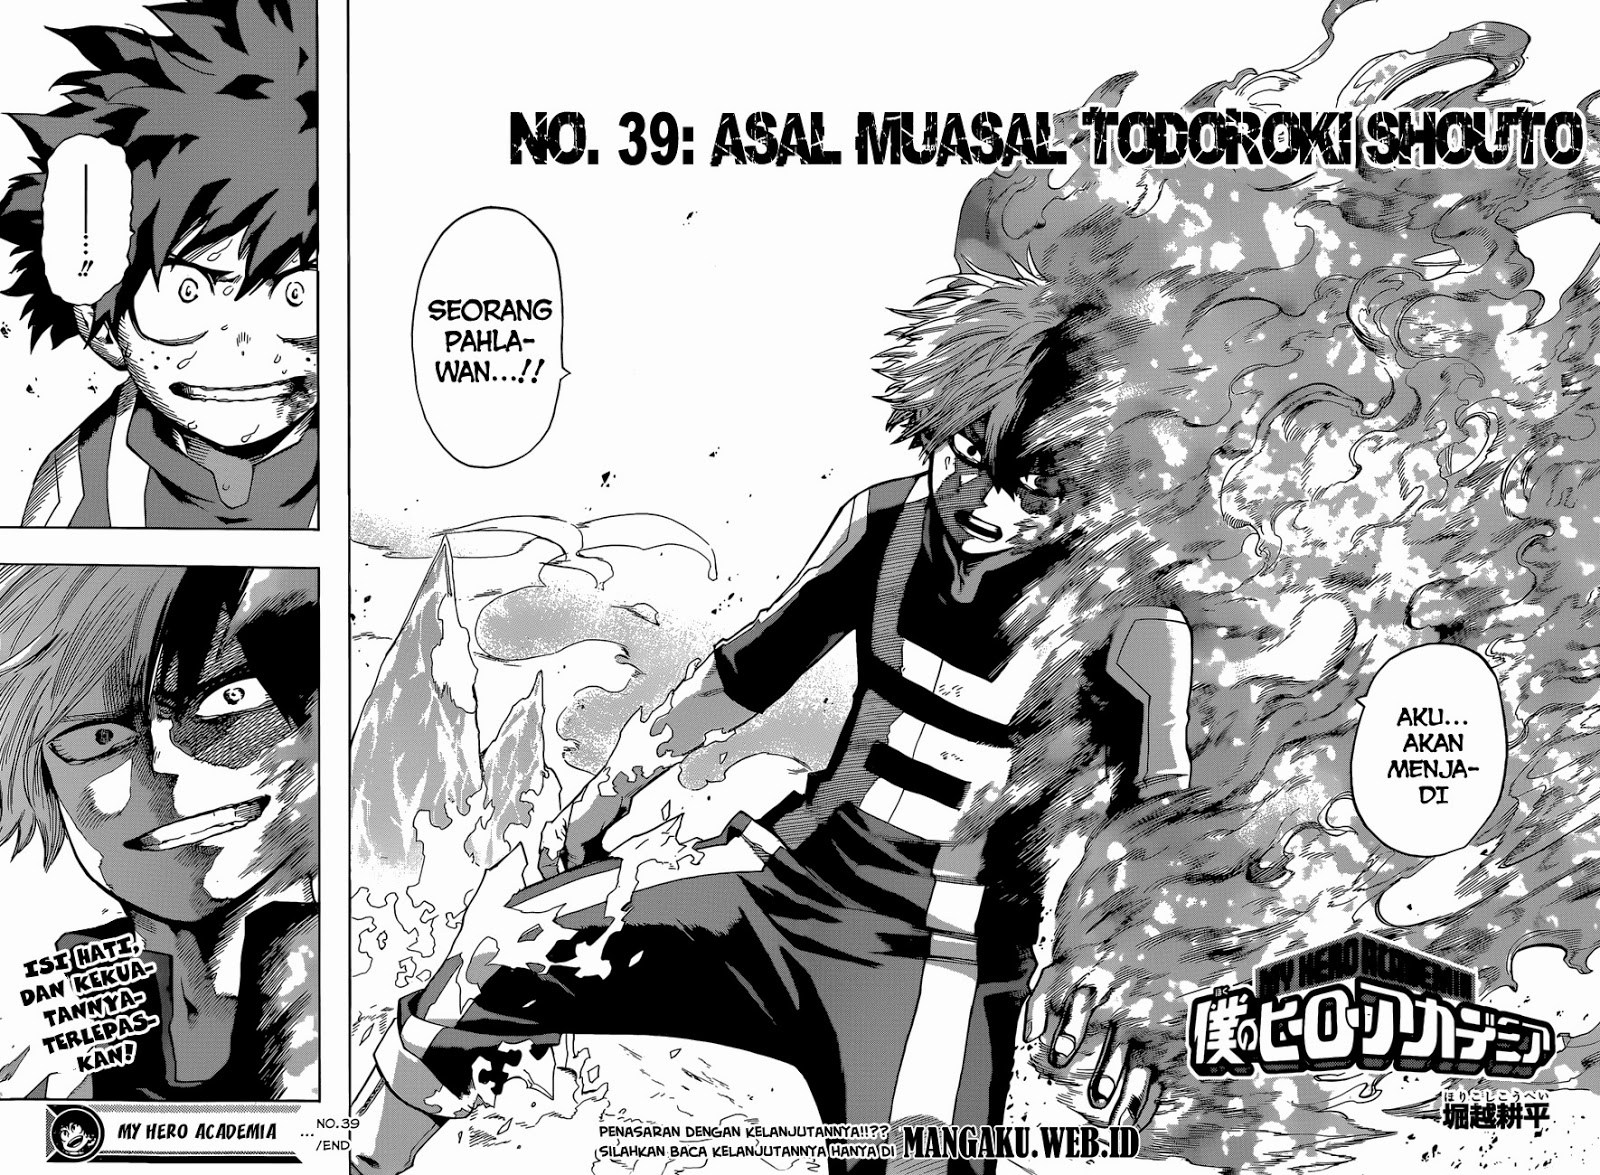 NO. 39: ASAL MUASAL TODOROKI SHOUTO
AKU...
AKAN
MENJA-
DI
SEORANG
PAHLA-
WAN...!!
......!!
ISI HATI,
DAN KEKUA-
TANNYA-
TERLEPAS-
KAN!
MY HERO ACADEMIA
ぼく
僕のヒーローアカデミア
ほりこしこうへい
堀越耕平
MY HERO ACADEMIA ... NO.39
/END
PENASARAN DENGAN KELANJUTANNYA!!??
SILAHKAN BACA KELANJUTANNYA HANYA DI MANGAKU.WEB.ID